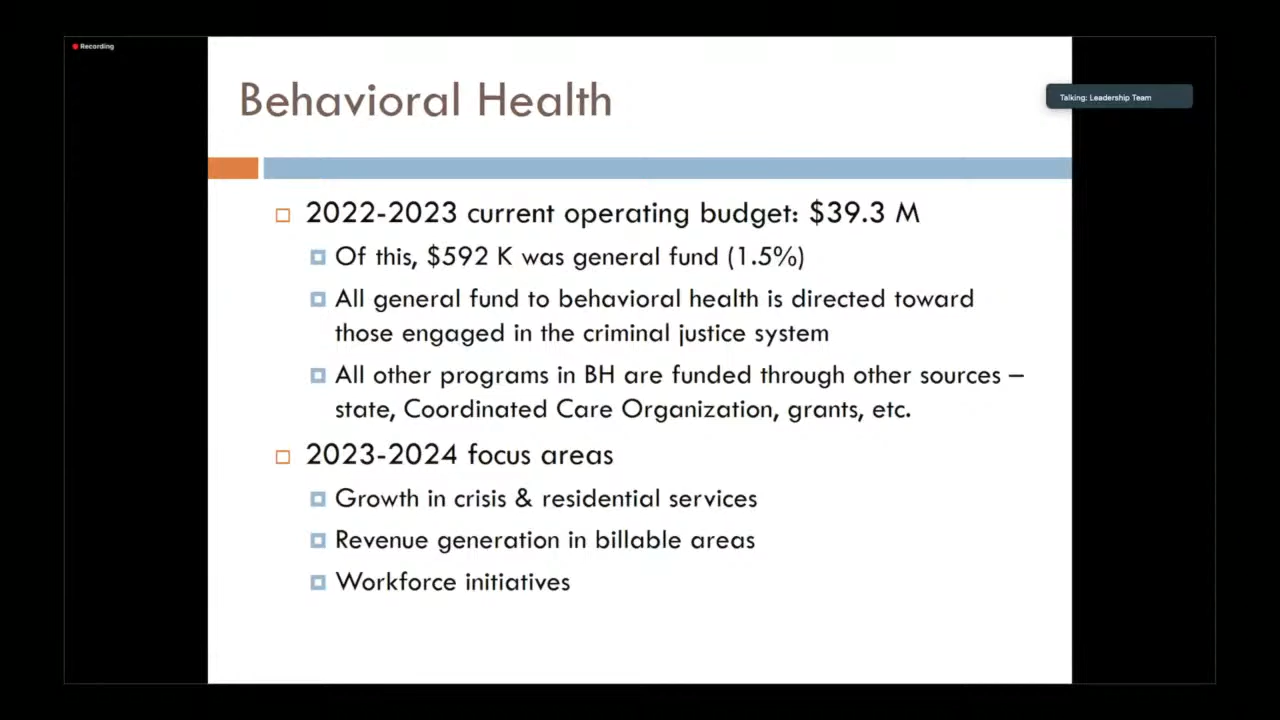 Recording
Behavioral Health
Talking: Leadership Team
2022-2023 current operating budget: $39.3 M
Of this, $592 K was general fund (1.5%)
All general fund to behavioral health is directed toward
those engaged in the criminal justice system
All other programs in BH are funded through other sources –
state, Coordinated Care Organization, grants, etc.
2023-2024 focus areas
Growth in crisis & residential services
Revenue generation in billable areas
Workforce initiatives